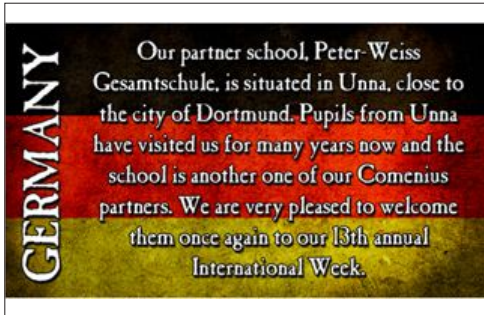 GERMANY
Our partner school, Peter-Weiss
Gesamtschule, is situated in Unna, close to
the city of Dortmund. Pupils from Unna
have visited us for many years now and the
school is another one of our Comenius
partners. We are very pleased to welcome
them once again to our 13th annual
International Week.